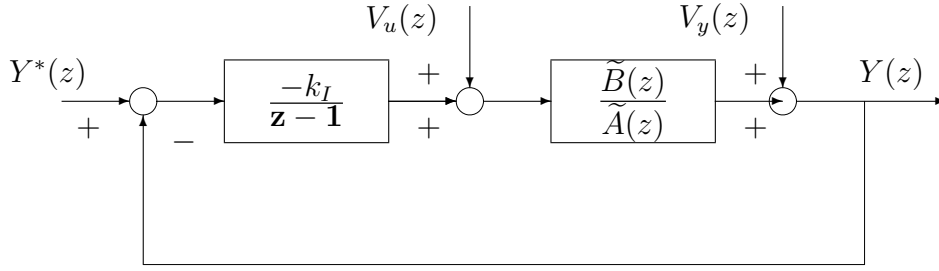 V_u(z)
V_y(z)
Y*(z)
+
−
-k_I
z − 1
+
+
B̃(z)
Ã(z)
+
+
Y(z)